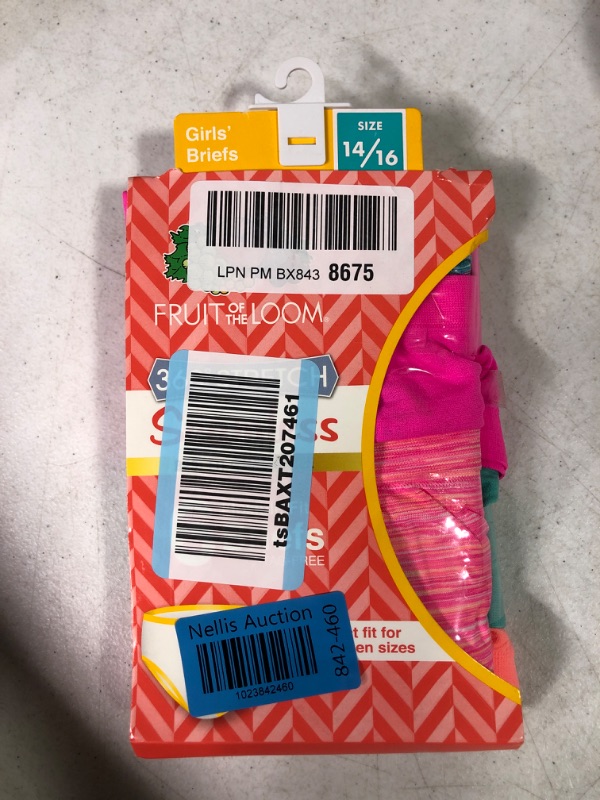 Girls'
Briefs
SIZE
14/16
LPN PM BX843 8675
FRUIT OF THE LOOM®
tsBAXT207461
REE
t fit for
en sizes
Nellis Auction
842-460
1023842460